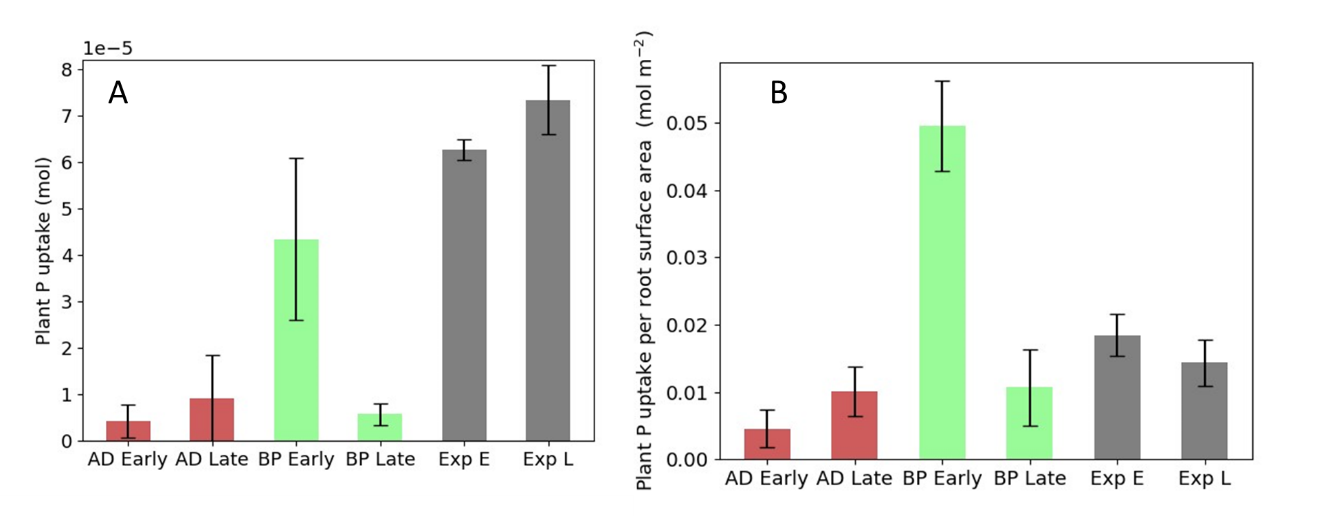 1e−5
A
8
7
6
5
4
3
2
1
0
Plant P uptake (mol)
AD Early AD Late BP Early BP Late Exp E Exp L
B
0.05
0.04
0.03
0.02
0.01
0.00
Plant P uptake per root surface area (mol m⁻²)
AD Early AD Late BP Early BP Late Exp E Exp L